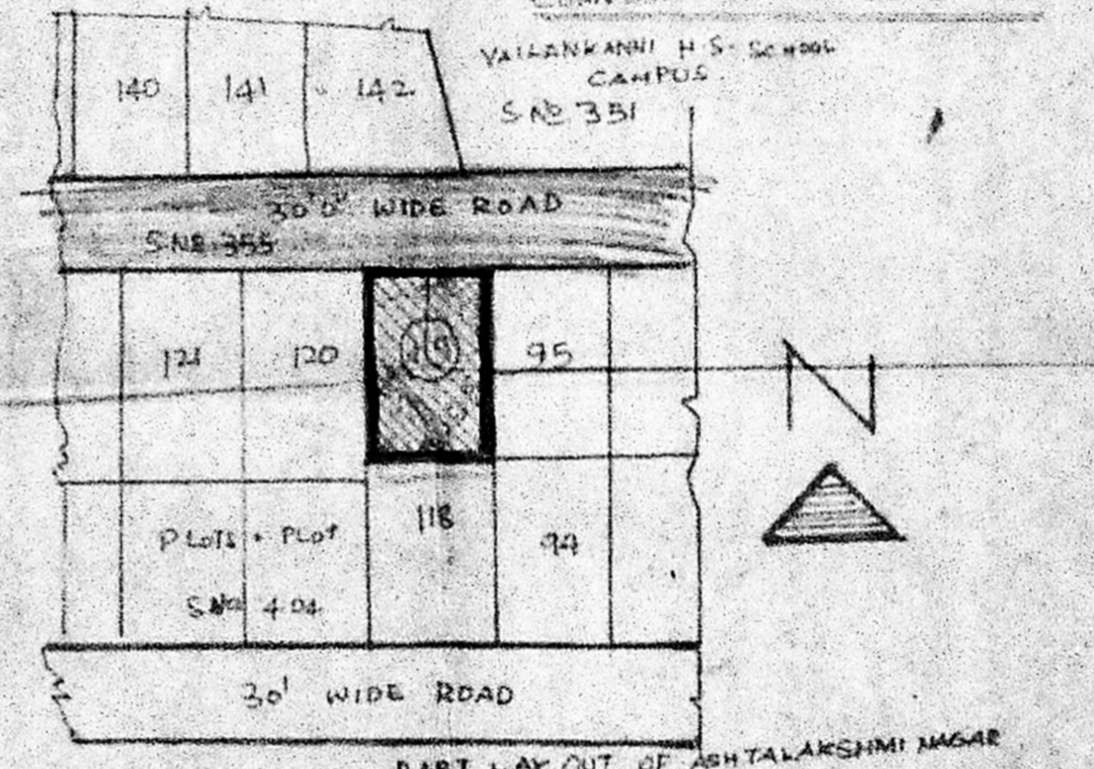 VAILANKANNI H.S. SCHOOL
CAMPUS
S.No 351
140
141
142
30'0" WIDE ROAD
S.No 355
121
120
95
N
118
94
PLOTS + PLOT
S.No 404
30' WIDE ROAD
PART LAY OUT OF ASHTALAKSHMI NAGAR